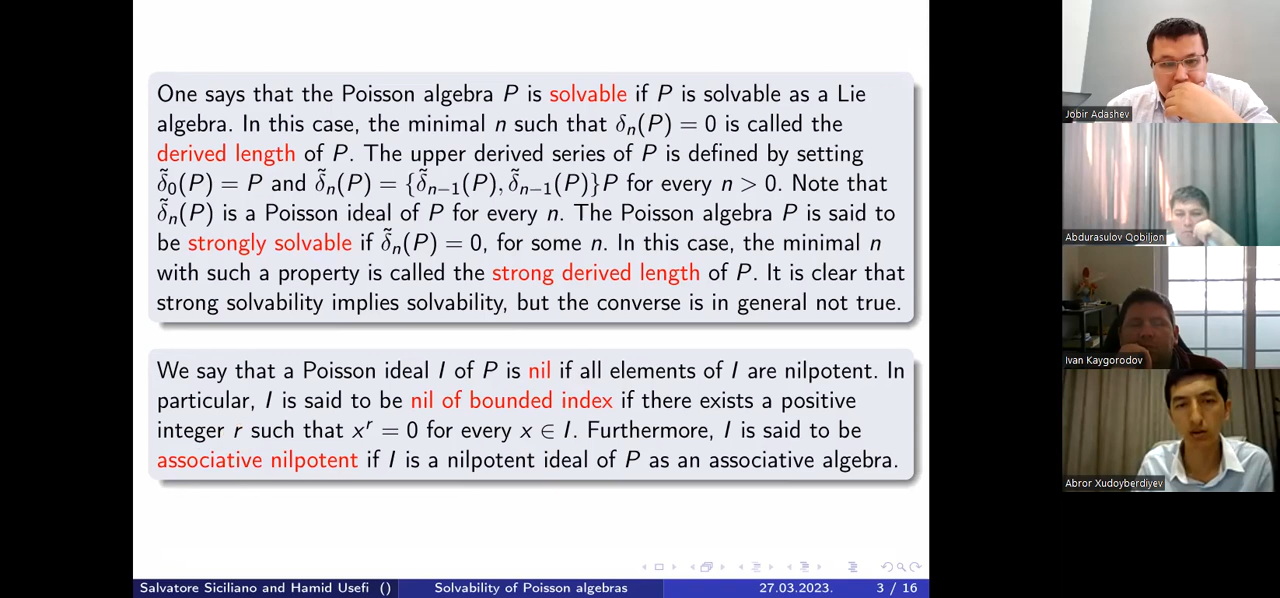 One says that the Poisson algebra P is solvable if P is solvable as a Lie
algebra. In this case, the minimal n such that δₙ(P) = 0 is called the
derived length of P. The upper derived series of P is defined by setting
δ̃₀(P) = P and δ̃ₙ(P) = {δ̃ₙ₋₁(P), δ̃ₙ₋₁(P)}P for every n > 0. Note that
δ̃ₙ(P) is a Poisson ideal of P for every n. The Poisson algebra P is said to
be strongly solvable if δ̃ₙ(P) = 0, for some n. In this case, the minimal n
with such a property is called the strong derived length of P. It is clear that
strong solvability implies solvability, but the converse is in general not true.
We say that a Poisson ideal I of P is nil if all elements of I are nilpotent. In
particular, I is said to be nil of bounded index if there exists a positive
integer r such that xʳ = 0 for every x ∈ I. Furthermore, I is said to be
associative nilpotent if I is a nilpotent ideal of P as an associative algebra.
Salvatore Siciliano and Hamid Usefi () Solvability of Poisson algebras 27.03.2023. 3 / 16
Jobir Adashev
Abdurasulov Qobiljon
Ivan Kaygorodov
Abror Xudoyberdiyev